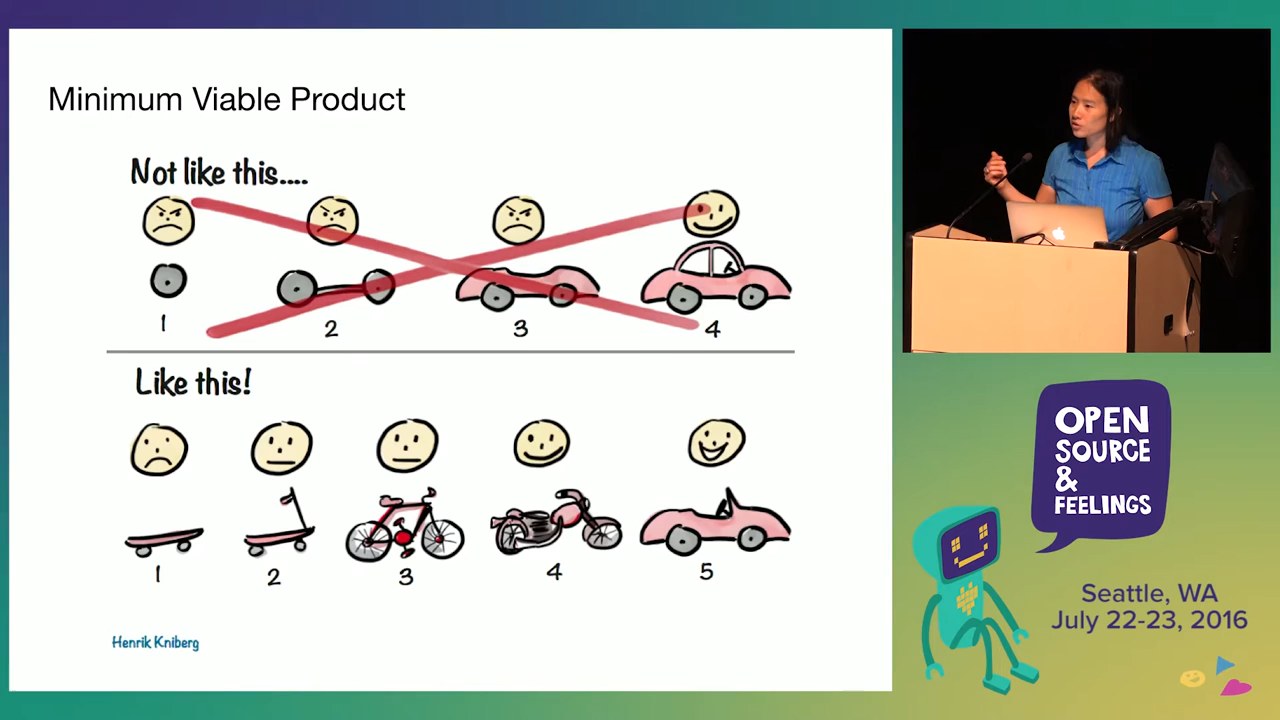 Minimum Viable Product
Not like this....
1 2 3 4
Like this!
1 2 3 4 5
Henrik Kniberg
OPEN
SOURCE
&
FEELINGS
Seattle, WA
July 22-23, 2016